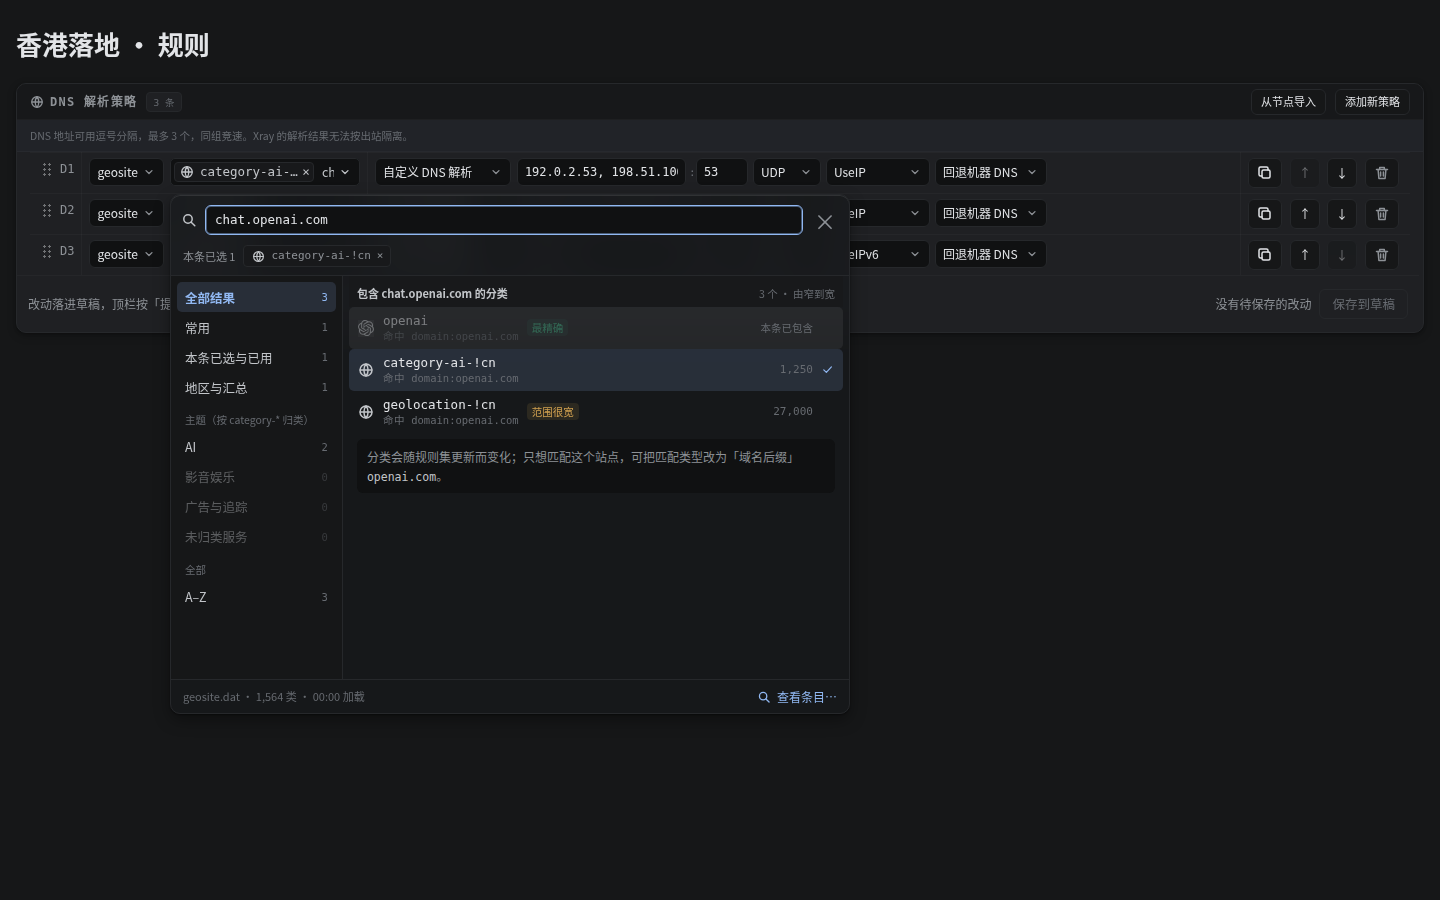 香港落地 · 规则
DNS 解析策略 3 条 从节点导入 添加新策略
DNS 地址可用逗号分隔，最多 3 个，同组竞速。Xray 的解析结果无法按出站隔离。
D1 geosite category-ai-… × ch 自定义 DNS 解析 192.0.2.53, 198.51.10 : 53 UDP UseIP 回退机器 DNS ↑ ↓
D2 geosite eIP 回退机器 DNS ↑ ↓
chat.openai.com
D3 geosite eIPv6 回退机器 DNS ↑ ↓
本条已选 1 category-ai-!cn ×
改动落进草稿，顶栏按「提 没有待保存的改动 保存到草稿
全部结果 3
常用 1
本条已选与已用 1
地区与汇总 1
主题（按 category-* 归类）
AI 2
影音娱乐 0
广告与追踪 0
未归类服务 0
全部
A–Z 3
包含 chat.openai.com 的分类 3 个 · 由窄到宽
openai 最精确 本条已包含
命中 domain:openai.com
category-ai-!cn 1,250
命中 domain:openai.com
geolocation-!cn 范围很宽 27,000
命中 domain:openai.com
分类会随规则集更新而变化；只想匹配这个站点，可把匹配类型改为「域名后缀」
openai.com。
geosite.dat · 1,564 类 · 00:00 加载 查看条目…